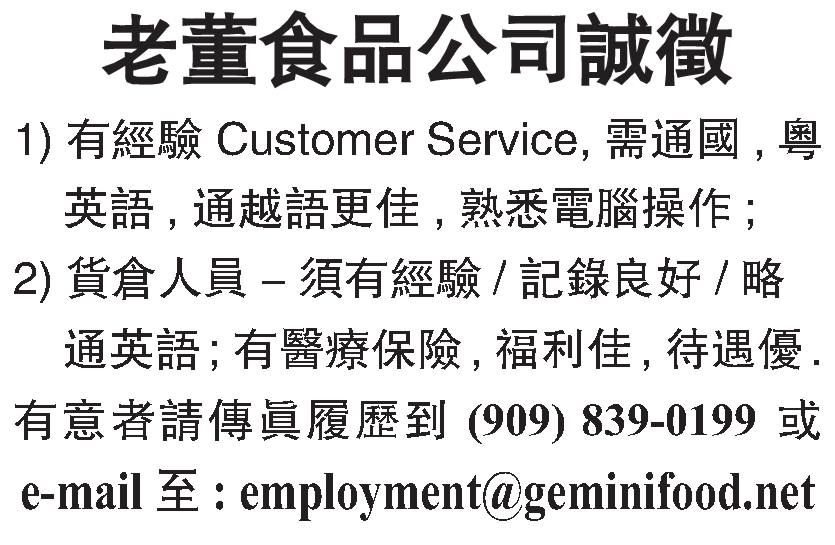 老董食品公司誠徵
1) 有經驗 Customer Service, 需通國 , 粵
英語 , 通越語更佳 , 熟悉電腦操作 ;
2) 貨倉人員 – 須有經驗 / 記錄良好 / 略
通英語 ; 有醫療保險 , 福利佳 , 待遇優 .
有意者請傳眞履歷到 (909) 839-0199 或
e-mail 至 : employment@geminifood.net